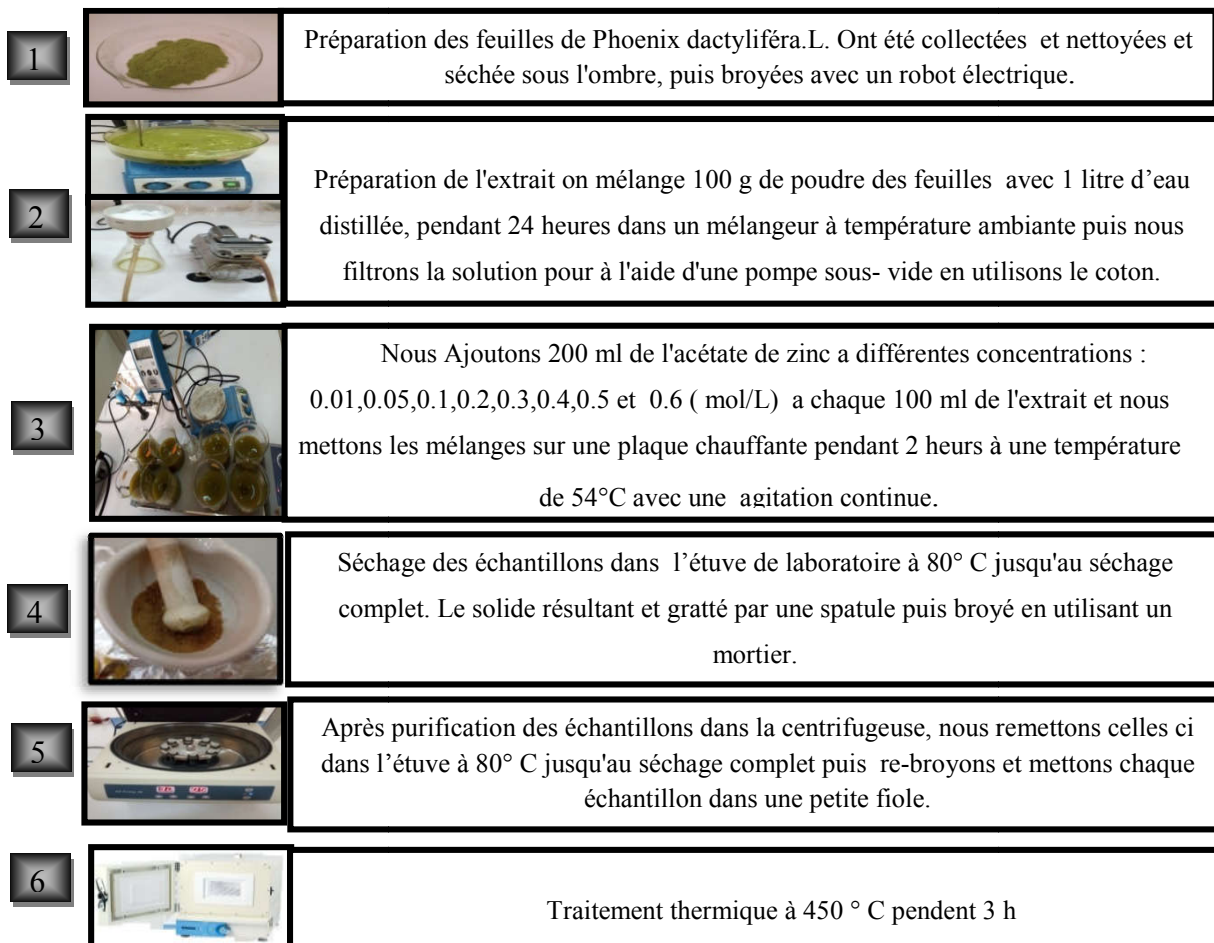 1
Préparation des feuilles de Phoenix dactyliféra.L. Ont été collectées et nettoyées et
séchée sous l'ombre, puis broyées avec un robot électrique.
2
Préparation de l'extrait on mélange 100 g de poudre des feuilles avec 1 litre d’eau
distillée, pendant 24 heures dans un mélangeur à température ambiante puis nous
filtrons la solution pour à l'aide d'une pompe sous- vide en utilisons le coton.
3
Nous Ajoutons 200 ml de l'acétate de zinc a différentes concentrations :
0.01,0.05,0.1,0.2,0.3,0.4,0.5 et 0.6 ( mol/L) a chaque 100 ml de l'extrait et nous
mettons les mélanges sur une plaque chauffante pendant 2 heurs à une température
de 54°C avec une agitation continue.
4
Séchage des échantillons dans l’étuve de laboratoire à 80° C jusqu'au séchage
complet. Le solide résultant et gratté par une spatule puis broyé en utilisant un
mortier.
5
Après purification des échantillons dans la centrifugeuse, nous remettons celles ci
dans l’étuve à 80° C jusqu'au séchage complet puis re-broyons et mettons chaque
échantillon dans une petite fiole.
6
Traitement thermique à 450 ° C pendent 3 h